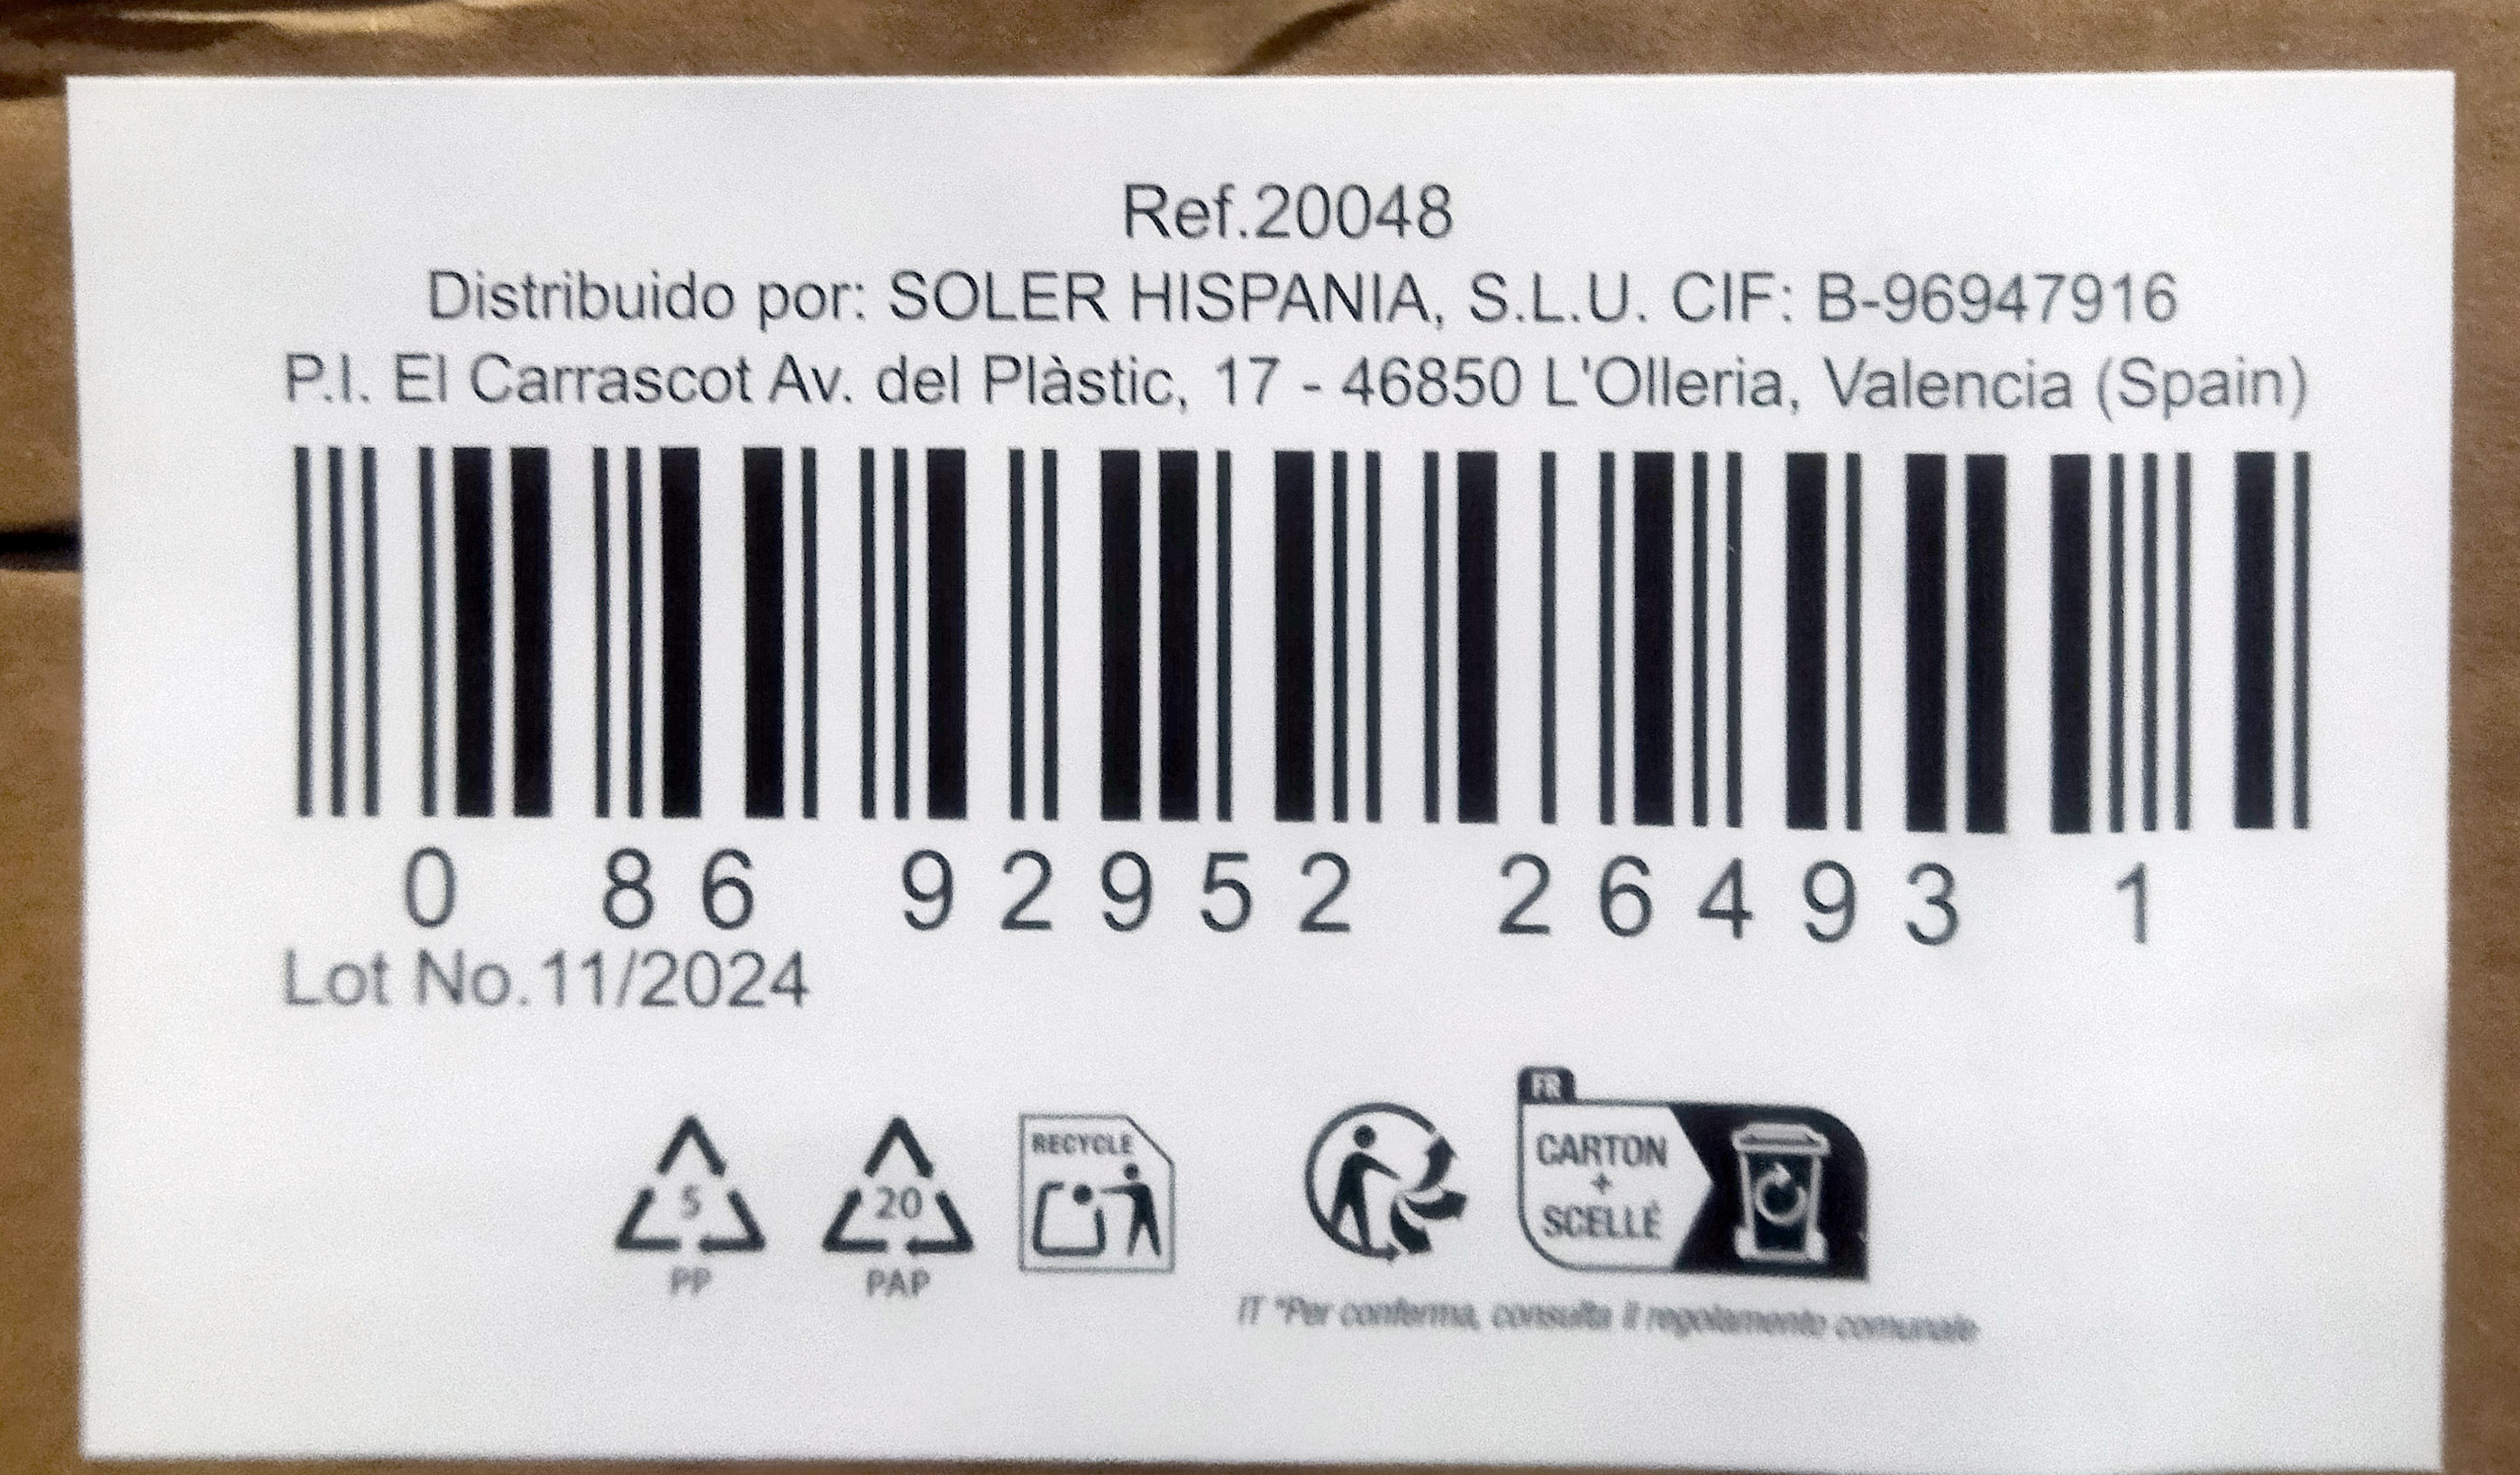 Ref.20048
Distribuido por: SOLER HISPANIA, S.L.U. CIF: B-96947916
P.I. El Carrascot Av. del Plàstic, 17 - 46850 L'Olleria, Valencia (Spain)
0 86 92952 26493 1
Lot No.11/2024
FR
RECYCLE
CARTON
+
SCELLÉ
5
20
PP
PAP
IT *Per conferma, consulta il regolamento comunale